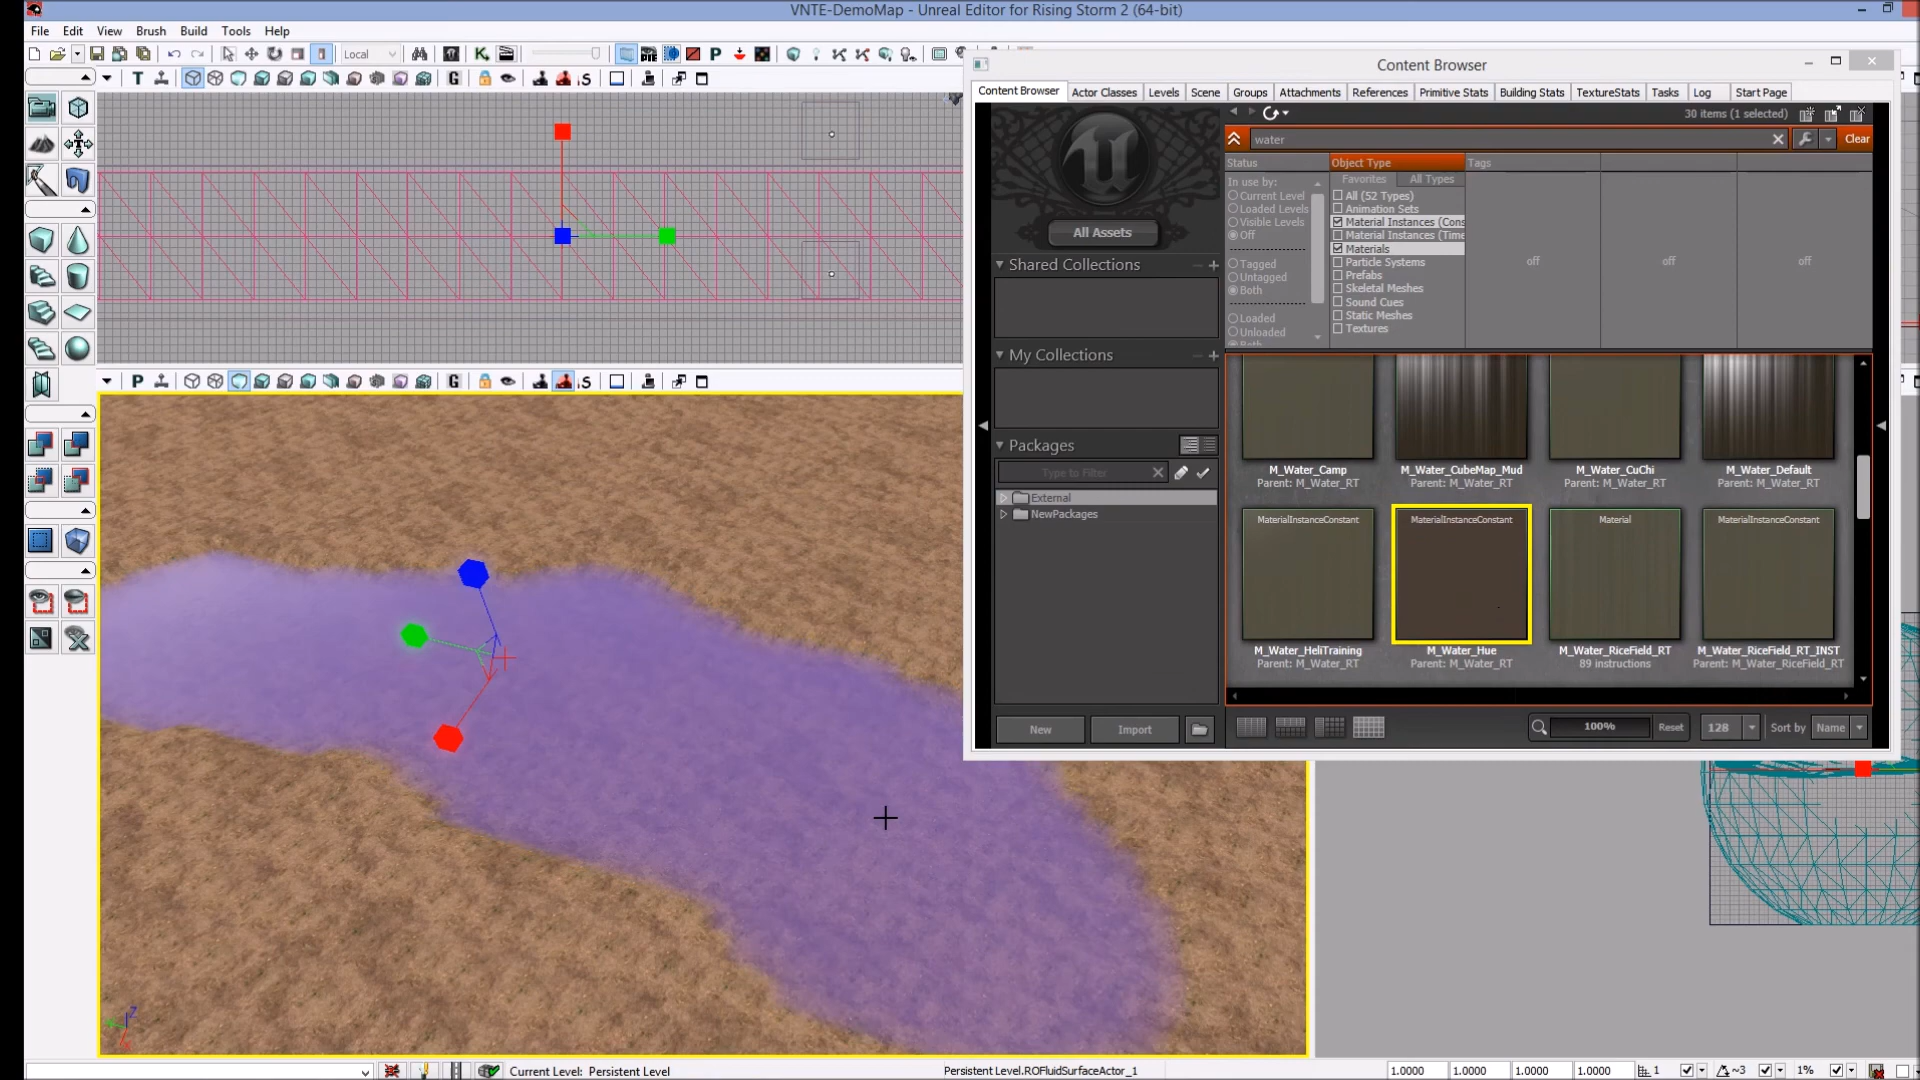 VNTE-DemoMap - Unreal Editor for Rising Storm 2 (64-bit)
File Edit View Brush Build Tools Help
Local
Content Browser
Content Browser Actor Classes Levels Scene Groups Attachments References Primitive Stats Building Stats TextureStats Tasks Log Start Page
30 items (1 selected)
water
Clear
Status
In use by:
Current Level
Loaded Levels
Visible Levels
Off
Tagged
Untagged
Both
Loaded
Unloaded
Object Type
Favorites All Types
All (52 Types)
Animation Sets
Material Instances (Cons
Material Instances (Time
Materials
Particle Systems
Prefabs
Skeletal Meshes
Sound Cues
Static Meshes
Textures
Tags
off off off
All Assets
Shared Collections
My Collections
Packages
Type to Filter
External
NewPackages
New Import
M_Water_Camp
Parent: M_Water_RT
M_Water_CubeMap_Mud
Parent: M_Water_RT
M_Water_CuChi
Parent: M_Water_RT
M_Water_Default
Parent: M_Water_RT
MaterialInstanceConstant
M_Water_HeliTraining
Parent: M_Water_RT
MaterialInstanceConstant
M_Water_Hue
Parent: M_Water_RT
Material
M_Water_RiceField_RT
89 instructions
MaterialInstanceConstant
M_Water_RiceField_RT_INST
Parent: M_Water_RiceField_RT
100% Reset 128 Sort by Name
T G S
P G S
Z
Current Level: Persistent Level
Persistent Level.ROFluidSurfaceActor_1
1.0000 1.0000 1.0000 1.0000 1 ~3 1%